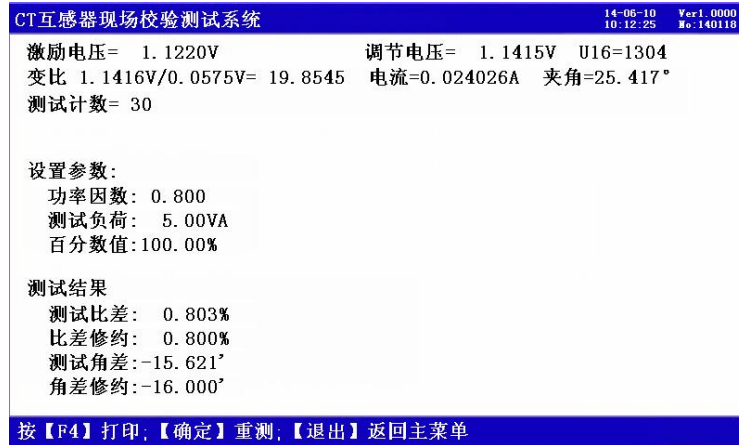 CT互感器现场校验测试系统 14-06-10 Ver1.0000
10:12:25 No:140118
激励电压= 1.1220V 调节电压= 1.1415V U16=1304
变比 1.1416V/0.0575V= 19.8545 电流=0.024026A 夹角=25.417°
测试计数= 30
设置参数:
功率因数: 0.800
测试负荷: 5.00VA
百分数值:100.00%
测试结果
测试比差: 0.803%
比差修约: 0.800%
测试角差:-15.621'
角差修约:-16.000'
按【F4】打印;【确定】重测;【退出】返回主菜单